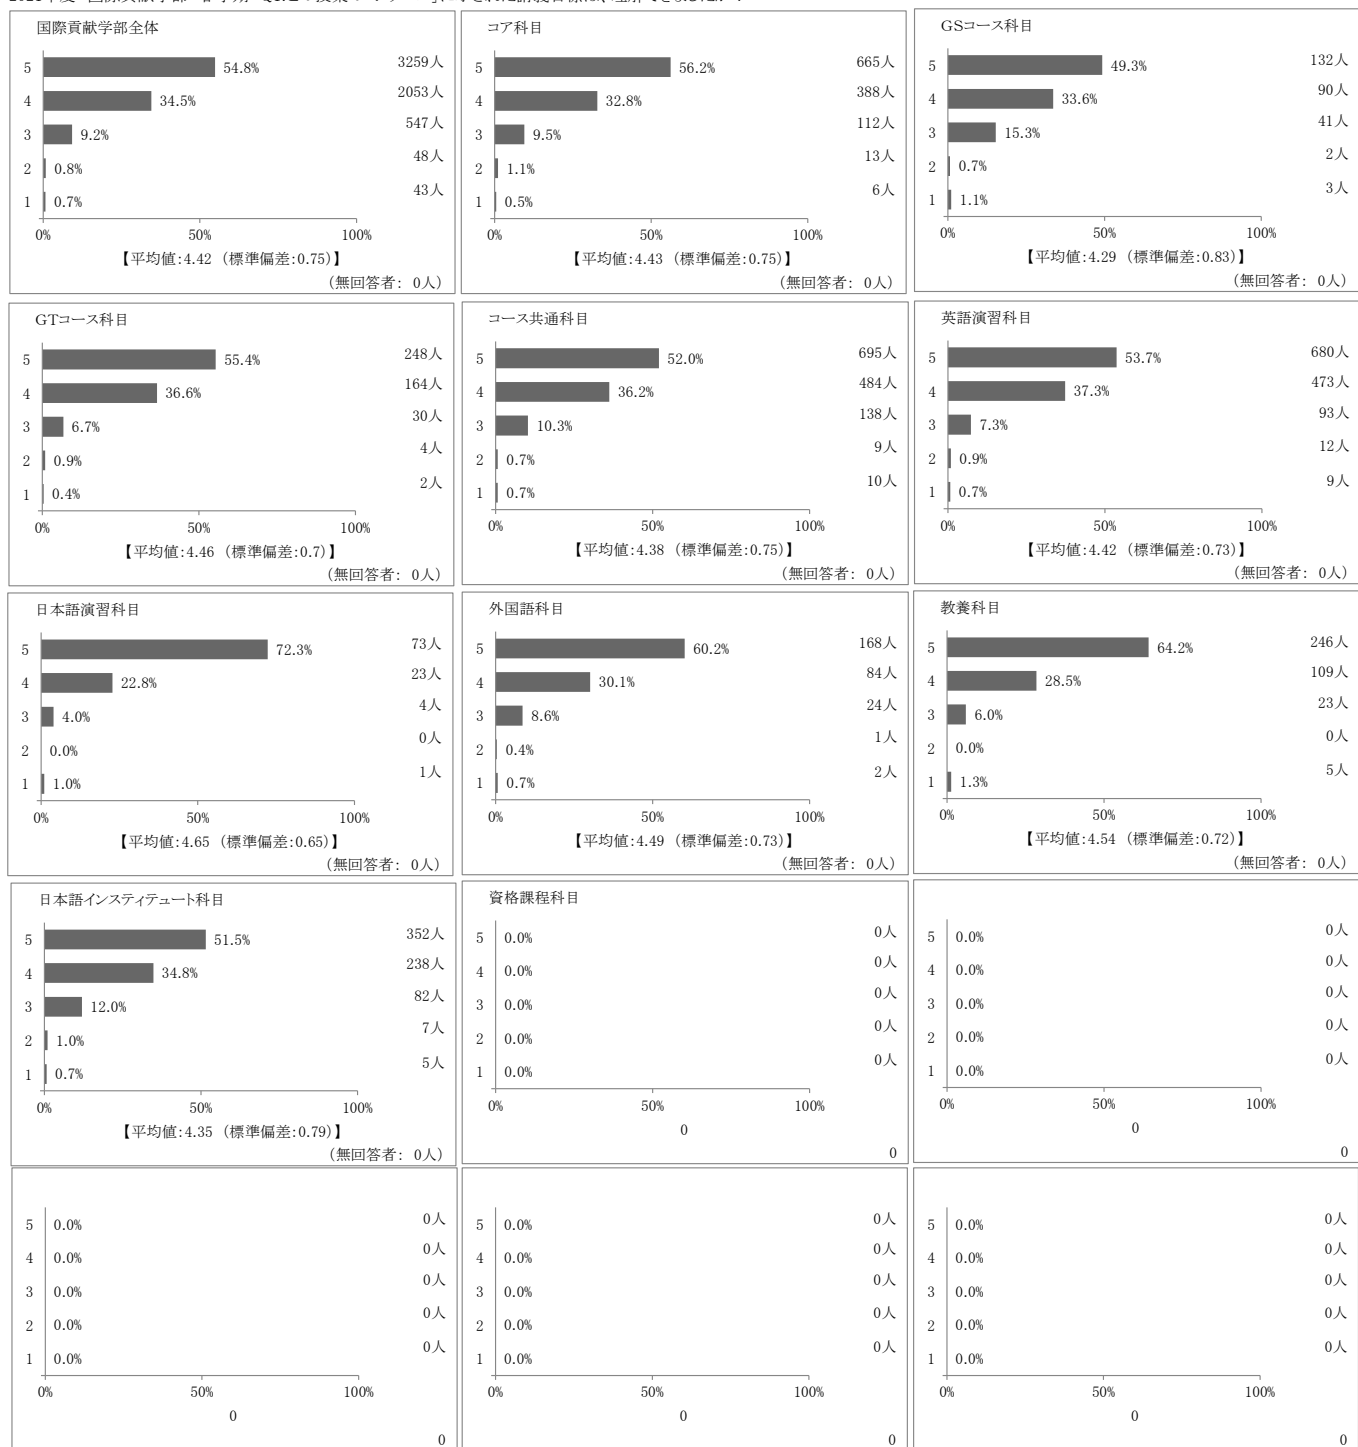 2021年度 国際貢献学部 春学期
国際貢献学部全体
5 54.8% 3259人
4 34.5% 2053人
3 9.2% 547人
2 0.8% 48人
1 0.7% 43人
0% 50% 100%
【平均値:4.42 (標準偏差:0.75)】
(無回答者: 0人)
コア科目
5 56.2% 665人
4 32.8% 388人
3 9.5% 112人
2 1.1% 13人
1 0.5% 6人
0% 50% 100%
【平均値:4.43 (標準偏差:0.75)】
(無回答者: 0人)
GSコース科目
5 49.3% 132人
4 33.6% 90人
3 15.3% 41人
2 0.7% 2人
1 1.1% 3人
0% 50% 100%
【平均値:4.29 (標準偏差:0.83)】
(無回答者: 0人)
GTコース科目
5 55.4% 248人
4 36.6% 164人
3 6.7% 30人
2 0.9% 4人
1 0.4% 2人
0% 50% 100%
【平均値:4.46 (標準偏差:0.7)】
(無回答者: 0人)
コース共通科目
5 52.0% 695人
4 36.2% 484人
3 10.3% 138人
2 0.7% 9人
1 0.7% 10人
0% 50% 100%
【平均値:4.38 (標準偏差:0.75)】
(無回答者: 0人)
英語演習科目
5 53.7% 680人
4 37.3% 473人
3 7.3% 93人
2 0.9% 12人
1 0.7% 9人
0% 50% 100%
【平均値:4.42 (標準偏差:0.73)】
(無回答者: 0人)
日本語演習科目
5 72.3% 73人
4 22.8% 23人
3 4.0% 4人
2 0.0% 0人
1 1.0% 1人
0% 50% 100%
【平均値:4.65 (標準偏差:0.65)】
(無回答者: 0人)
外国語科目
5 60.2% 168人
4 30.1% 84人
3 8.6% 24人
2 0.4% 1人
1 0.7% 2人
0% 50% 100%
【平均値:4.49 (標準偏差:0.73)】
(無回答者: 0人)
教養科目
5 64.2% 246人
4 28.5% 109人
3 6.0% 23人
2 0.0% 0人
1 1.3% 5人
0% 50% 100%
【平均値:4.54 (標準偏差:0.72)】
(無回答者: 0人)
日本語インスティテュート科目
5 51.5% 352人
4 34.8% 238人
3 12.0% 82人
2 1.0% 7人
1 0.7% 5人
0% 50% 100%
【平均値:4.35 (標準偏差:0.79)】
(無回答者: 0人)
資格課程科目
5 0.0% 0人
4 0.0% 0人
3 0.0% 0人
2 0.0% 0人
1 0.0% 0人
0% 50% 100%
0
0
5 0.0% 0人
4 0.0% 0人
3 0.0% 0人
2 0.0% 0人
1 0.0% 0人
0% 50% 100%
0
0
5 0.0% 0人
4 0.0% 0人
3 0.0% 0人
2 0.0% 0人
1 0.0% 0人
0% 50% 100%
0
0
5 0.0% 0人
4 0.0% 0人
3 0.0% 0人
2 0.0% 0人
1 0.0% 0人
0% 50% 100%
0
0
5 0.0% 0人
4 0.0% 0人
3 0.0% 0人
2 0.0% 0人
1 0.0% 0人
0% 50% 100%
0
0